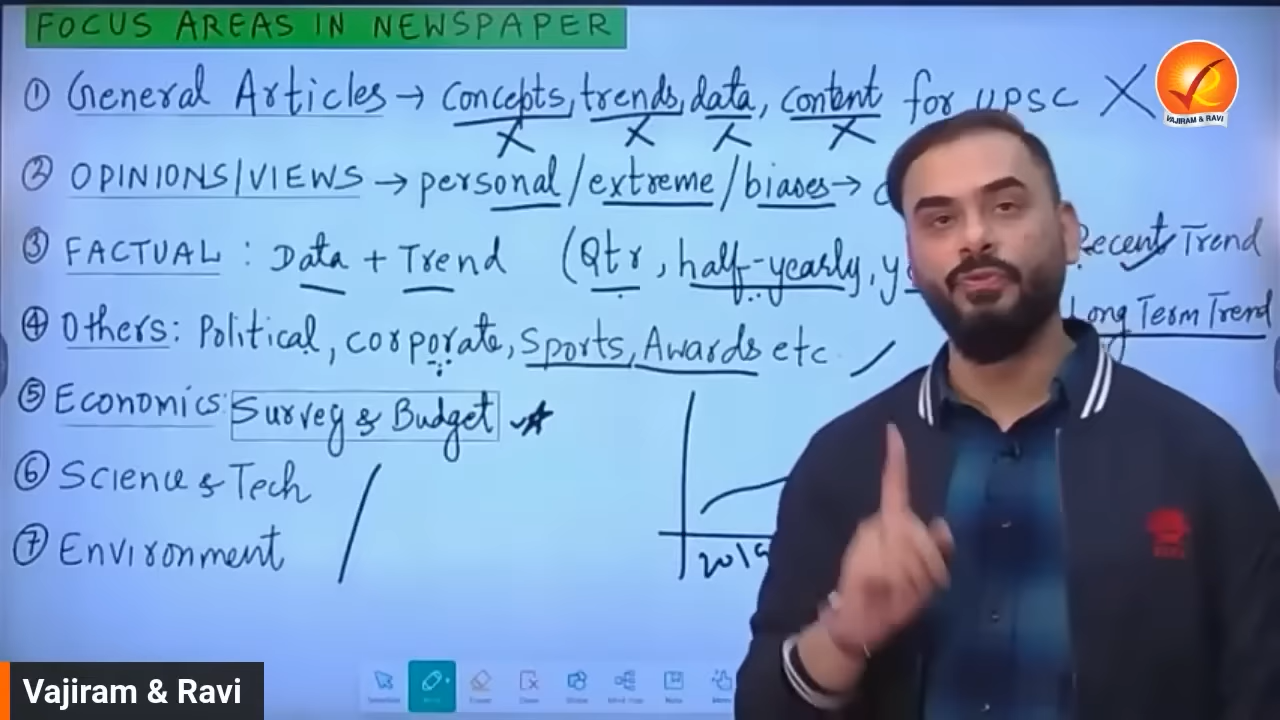 FOCUS AREAS IN NEWSPAPER
① General Articles → concepts, trends, data, content for UPSC X
X X X X
VAJIRAM & RAVI
② OPINIONS/VIEWS → personal/extreme/biases →
③ FACTUAL : Data + Trend (Qtr, half-yearly, y Recent Trend
④ Others: Political, corporate, Sports, Awards etc Long Term Trend
⑤ Economics: Survey & Budget
⑥ Science & Tech
⑦ Environment
2019
Vajiram & Ravi